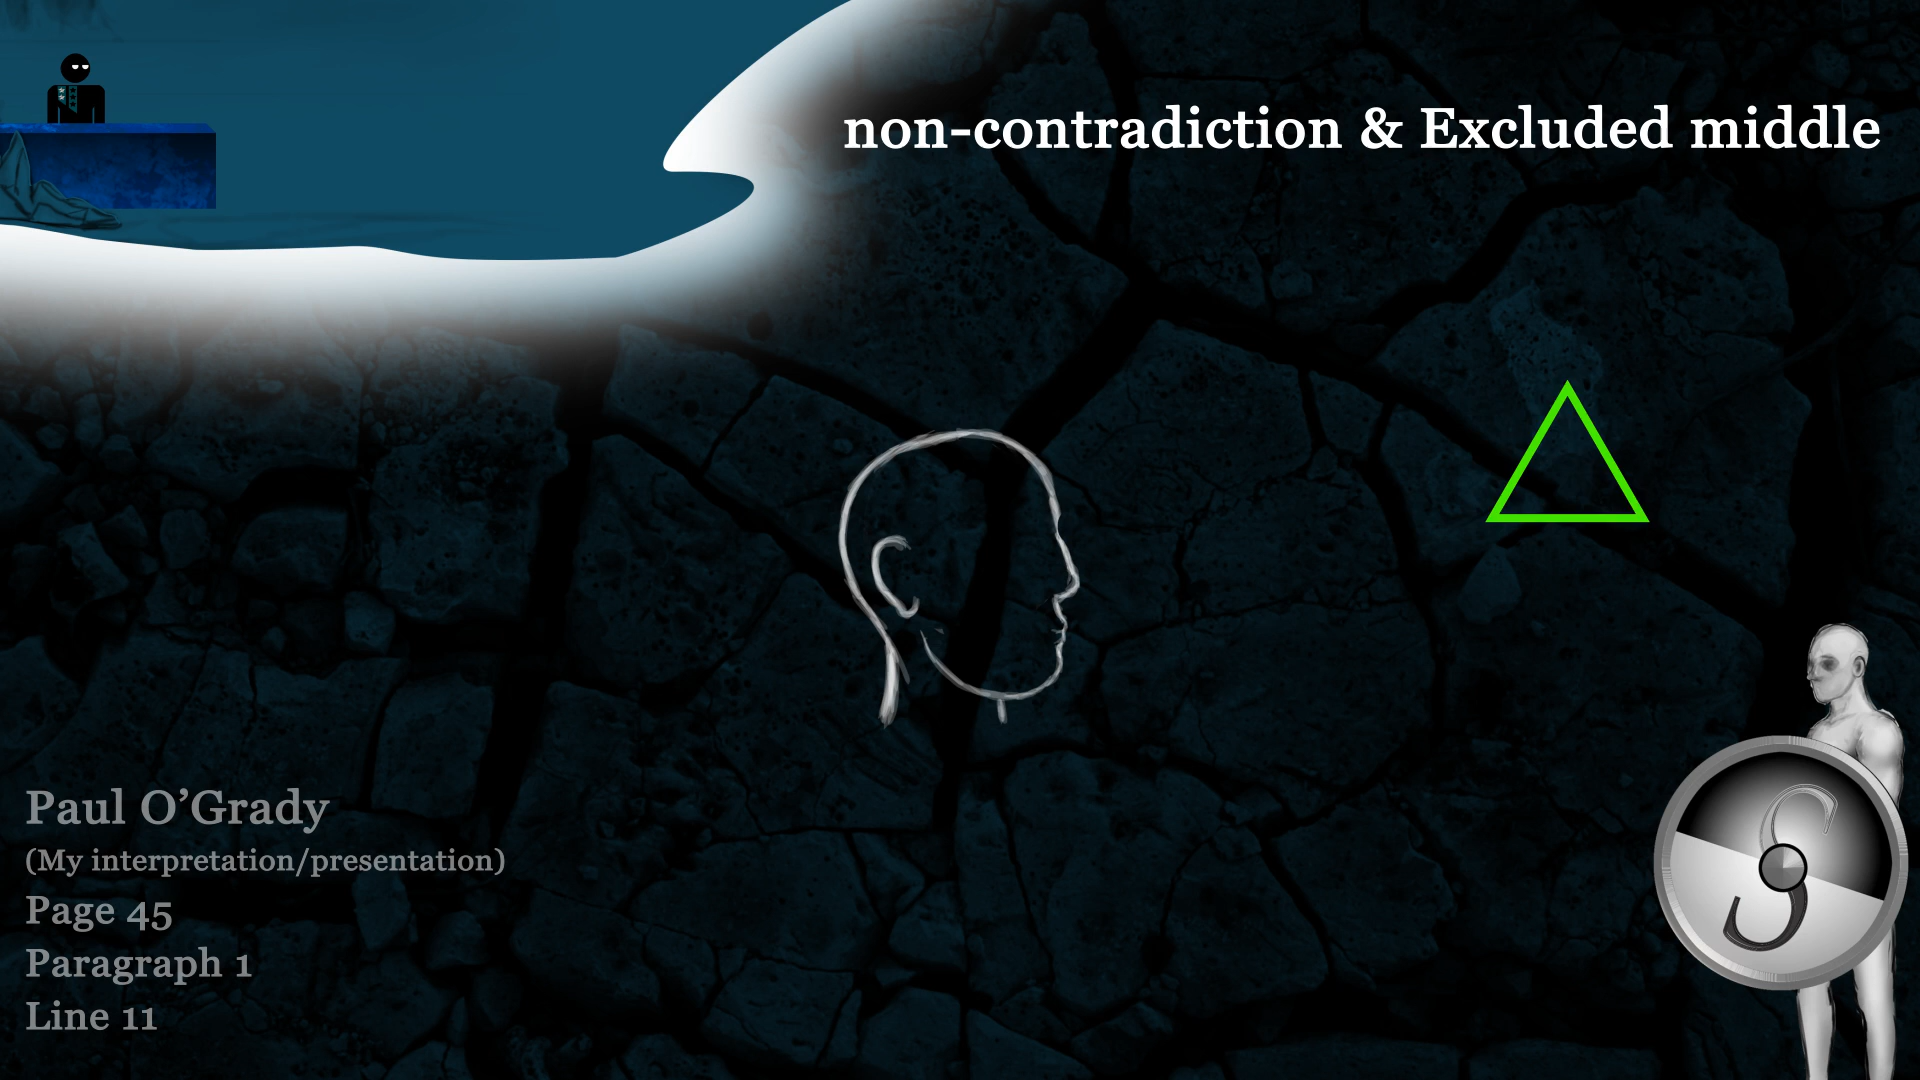 non-contradiction & Excluded middle
Paul O’Grady
(My interpretation/presentation)
Page 45
Paragraph 1
Line 11
S